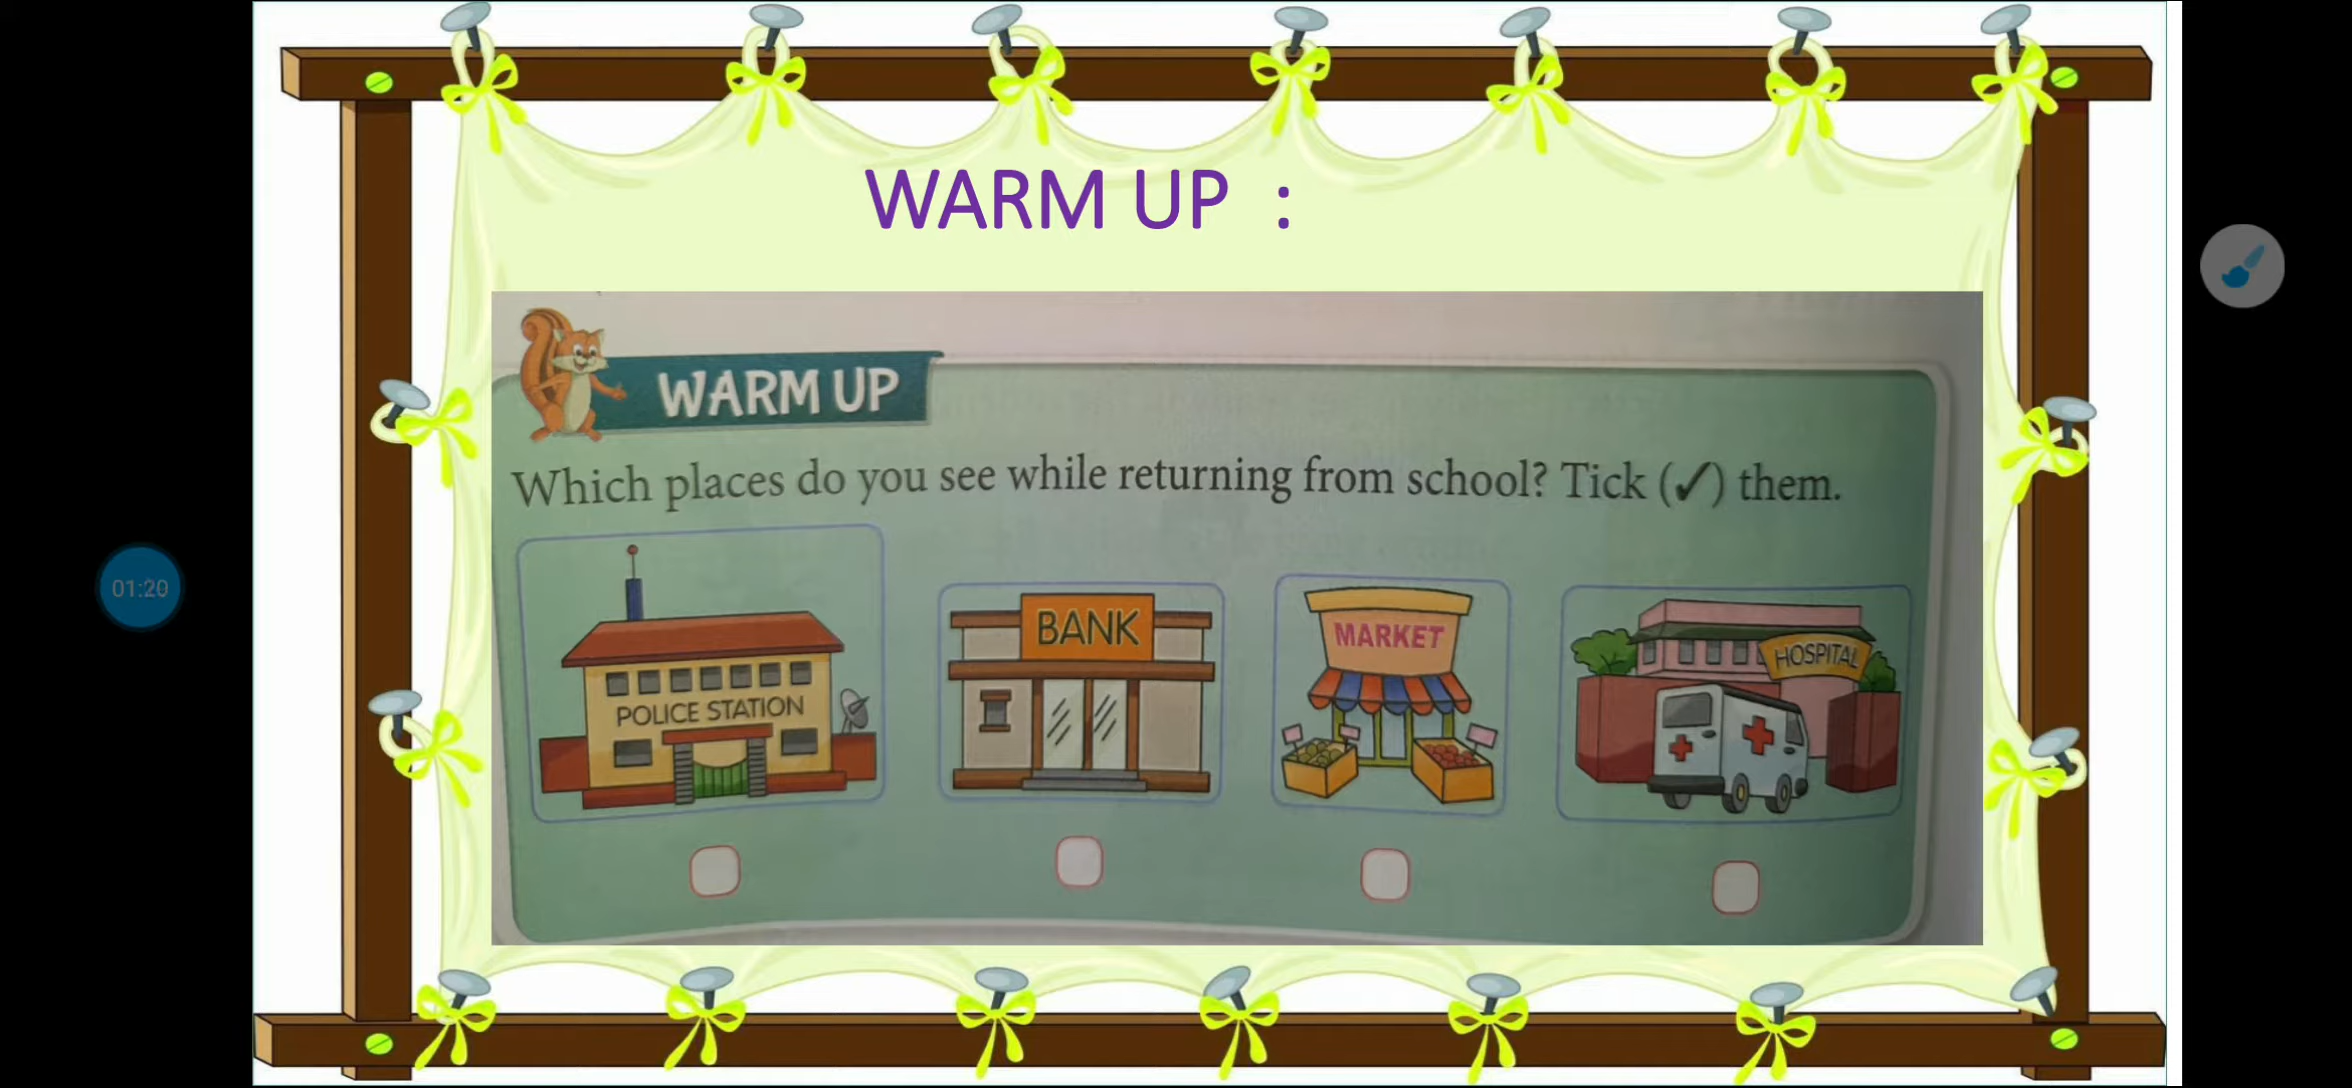 WARM UP :
WARM UP
Which places do you see while returning from school? Tick (✓) them.
POLICE STATION
BANK
MARKET
HOSPITAL
01:20